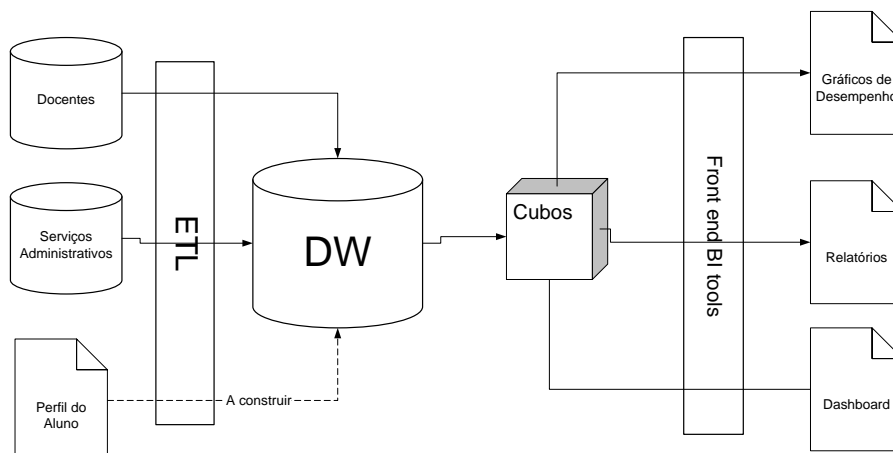 Docentes
Serviços
Administrativos
Perfil do
Aluno
ETL
A construir
DW
Cubos
Front end BI tools
Gráficos de
Desempenho
Relatórios
Dashboard